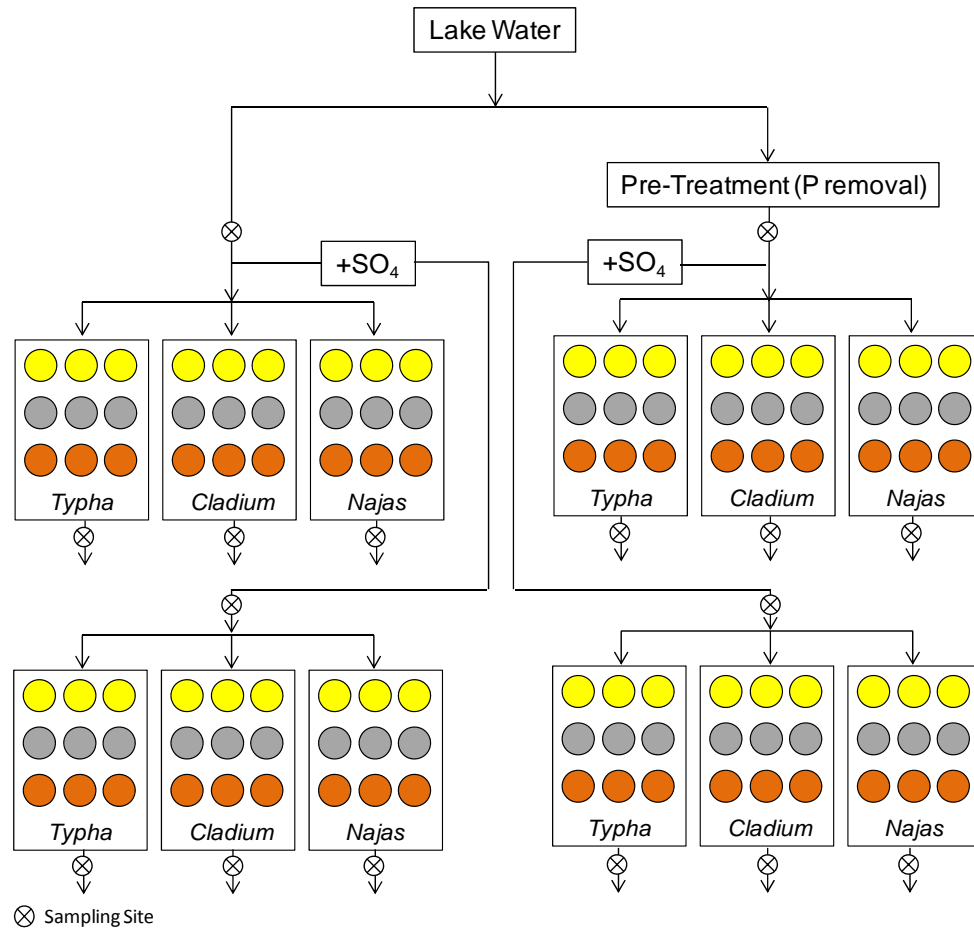 Lake Water
Pre-Treatment (P removal)
+SO₄
+SO₄
Typha
Cladium
Najas
Typha
Cladium
Najas
Typha
Cladium
Najas
Typha
Cladium
Najas
Sampling Site